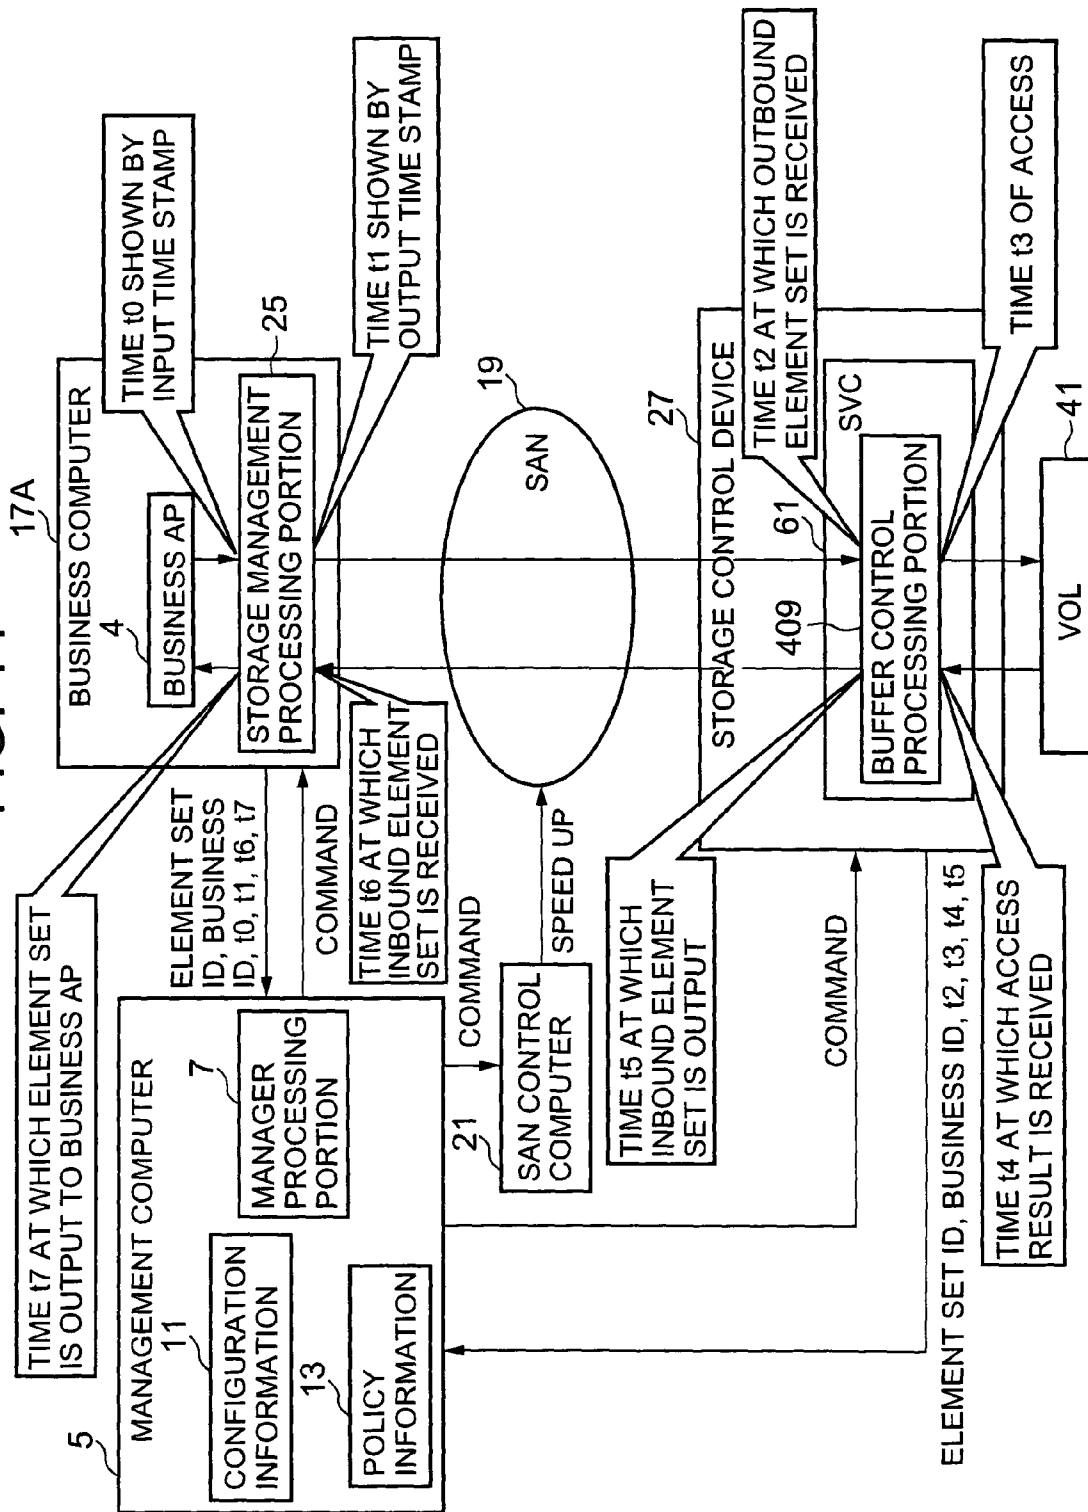 TIME t7 AT WHICH ELEMENT SET
IS OUTPUT TO BUSINESS AP
5
MANAGEMENT COMPUTER
11
CONFIGURATION
INFORMATION
13
POLICY
INFORMATION
7
MANAGER
PROCESSING
PORTION
ELEMENT SET
ID, BUSINESS
ID, t0, t1, t6, t7
COMMAND
17A
BUSINESS COMPUTER
4
BUSINESS AP
STORAGE MANAGEMENT
PROCESSING PORTION
25
TIME t0 SHOWN BY
INPUT TIME STAMP
TIME t1 SHOWN BY
OUTPUT TIME STAMP
TIME t6 AT WHICH
INBOUND ELEMENT
SET IS RECEIVED
COMMAND
21
SAN CONTROL
COMPUTER
SPEED UP
SAN
19
TIME t5 AT WHICH
INBOUND ELEMENT
SET IS OUTPUT
27
STORAGE CONTROL DEVICE
TIME t2 AT WHICH OUTBOUND
ELEMENT SET IS RECEIVED
61
SVC
409
BUFFER CONTROL
PROCESSING PORTION
TIME t3 OF ACCESS
COMMAND
ELEMENT SET ID, BUSINESS ID, t2, t3, t4, t5
TIME t4 AT WHICH ACCESS
RESULT IS RECEIVED
41
VOL